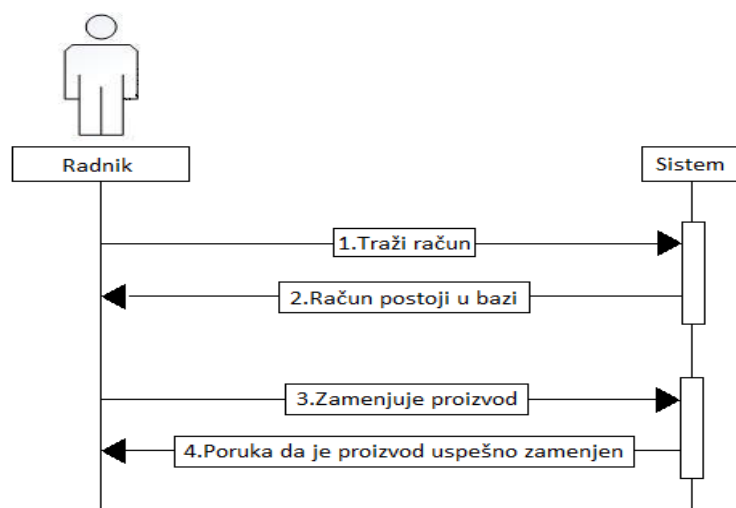 Radnik
Sistem
1.Traži račun
2.Račun postoji u bazi
3.Zamenjuje proizvod
4.Poruka da je proizvod uspešno zamenjen